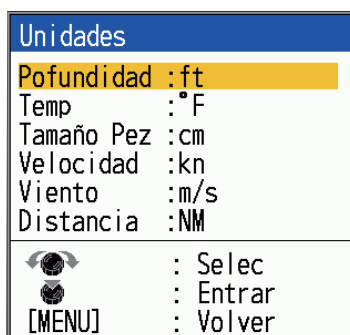 Unidades
Pofundidad :ft
Temp :°F
Tamaño Pez :cm
Velocidad :kn
Viento :m/s
Distancia :NM
: Selec
: Entrar
[MENU] : Volver